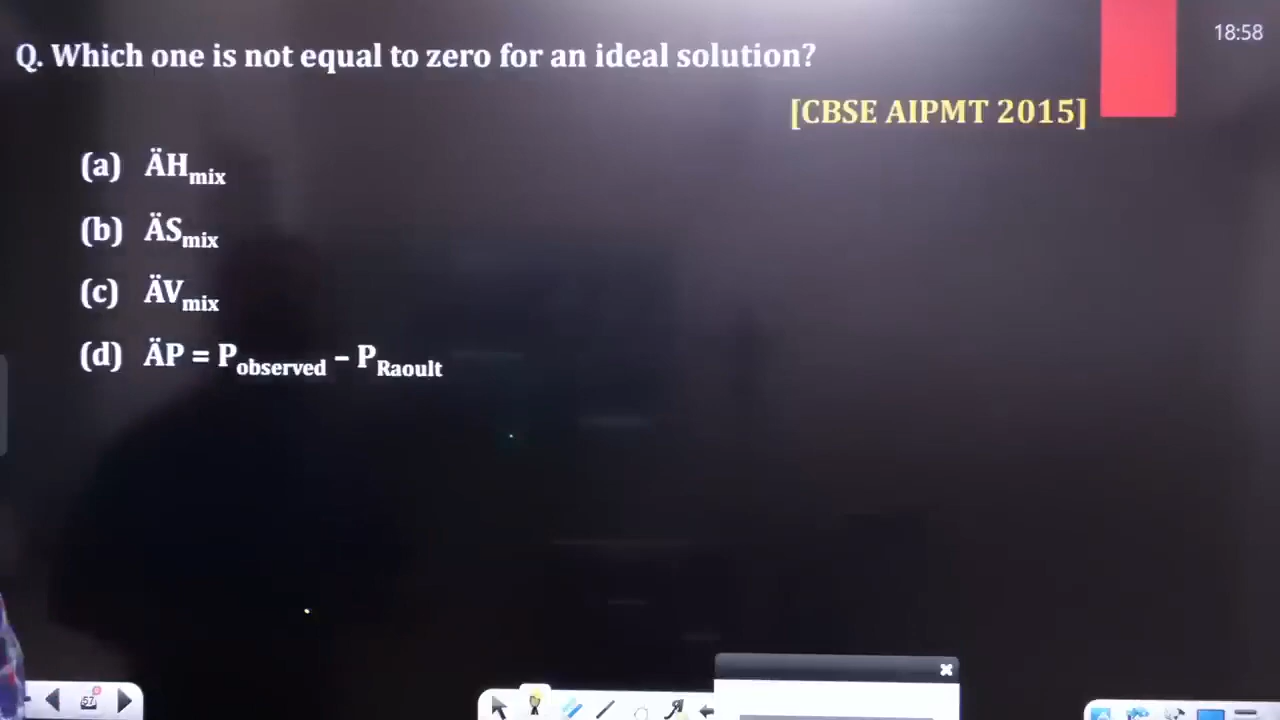 18:58
Q. Which one is not equal to zero for an ideal solution?
[CBSE AIPMT 2015]
(a) ÄHmix
(b) ÄSmix
(c) ÄVmix
(d) ÄP = Pobserved – PRaoult
57